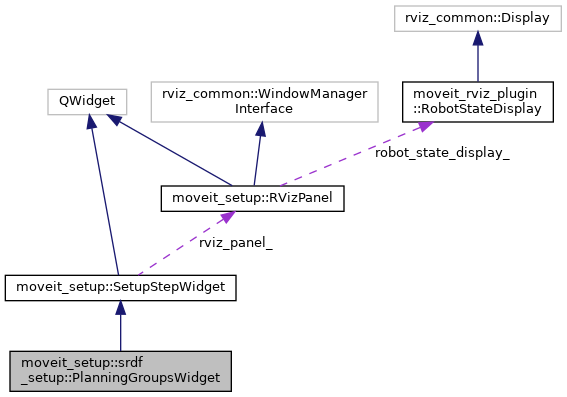 rviz_common::Display
QWidget
rviz_common::WindowManager
Interface
moveit_rviz_plugin
::RobotStateDisplay
robot_state_display_
moveit_setup::RVizPanel
rviz_panel_
moveit_setup::SetupStepWidget
moveit_setup::srdf
_setup::PlanningGroupsWidget